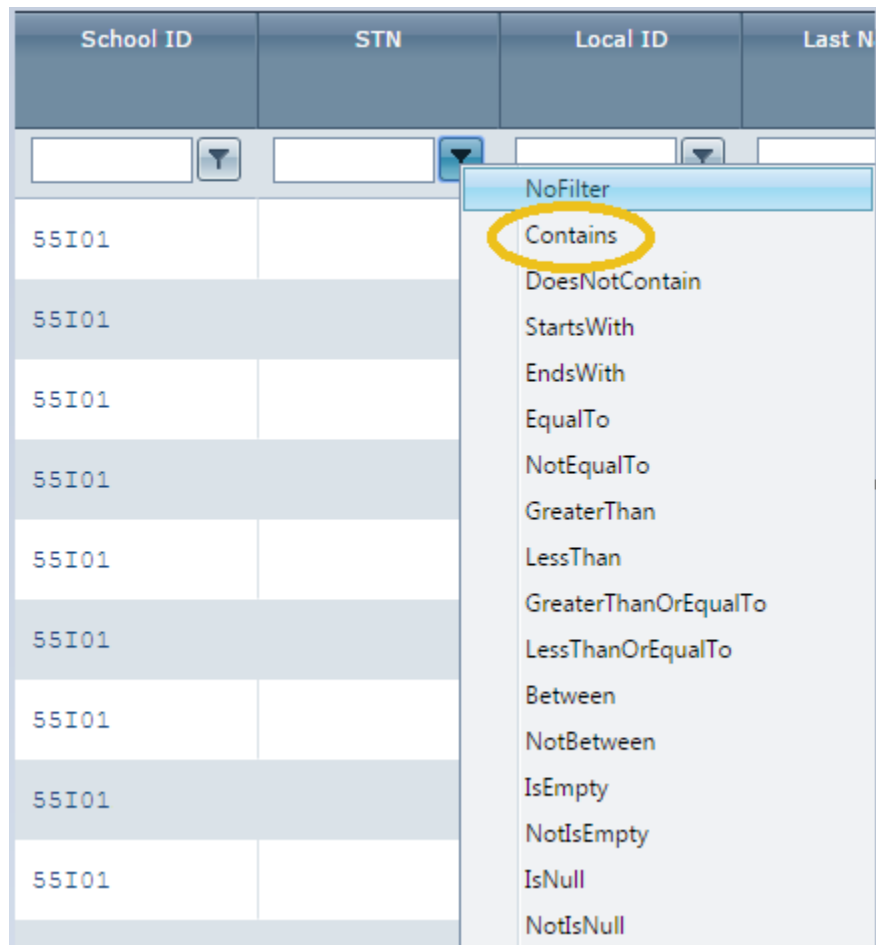 School ID STN Local ID Last N
NoFilter
Contains
DoesNotContain
StartsWith
EndsWith
EqualTo
NotEqualTo
GreaterThan
LessThan
GreaterThanOrEqualTo
LessThanOrEqualTo
Between
NotBetween
IsEmpty
NotIsEmpty
IsNull
NotIsNull
55I01
55I01
55I01
55I01
55I01
55I01
55I01
55I01
55I01